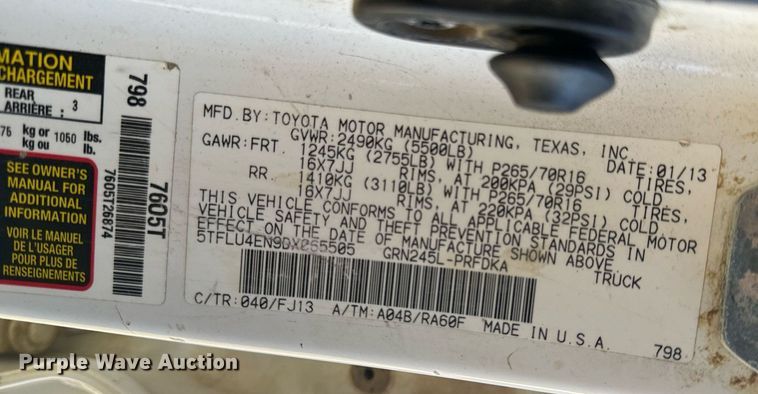 MATION
CHARGEMENT
REAR
ARRIÈRE : 3
76 kg or 1060 lbs.
kg ou lb.
SEE OWNER'S
MANUAL FOR
ADDITIONAL
INFORMATION
VOIR LE MANUEL
DE L'USAGER
POUR PLUS DE
RENSEIGNEMENTS
798
7605T
7605T26874
MFD.BY:TOYOTA MOTOR MANUFACTURING, TEXAS, INC.
GVWR:2490KG (5500LB) DATE:01/13
GAWR:FRT. 1245KG (2755LB) WITH P265/70R16 TIRES,
16X7JJ RIMS, AT 200KPA (29PSI) COLD
RR. 1410KG (3110LB) WITH P265/70R16 TIRES,
16X7JJ RIMS, AT 220KPA (32PSI) COLD
THIS VEHICLE CONFORMS TO ALL APPLICABLE FEDERAL MOTOR
VEHICLE SAFETY AND THEFT PREVENTION STANDARDS IN
EFFECT ON THE DATE OF MANUFACTURE SHOWN ABOVE.
5TFLU4EN9DX065505 GRN245L-PRFDKA TRUCK
C/TR:040/FJ13 A/TM:A04B/RA60F MADE IN U.S.A.
798
Purple Wave Auction